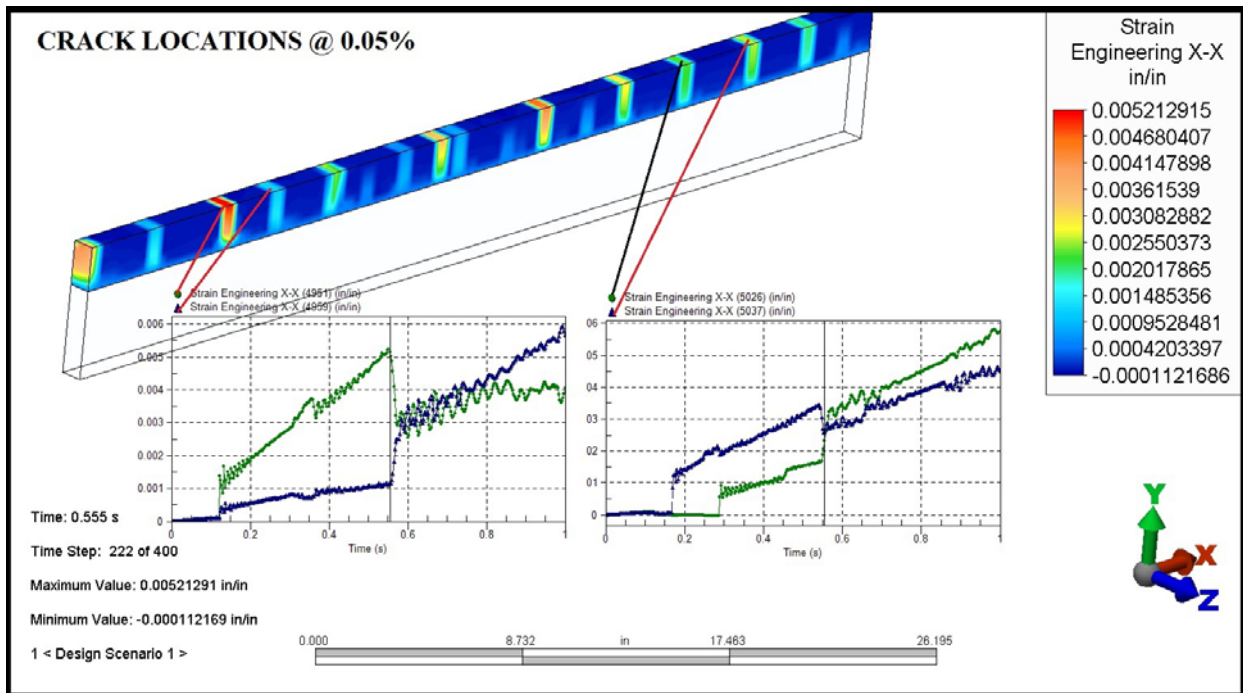 CRACK LOCATIONS @ 0.05%
Strain
Engineering X-X
in/in
0.005212915
0.004680407
0.004147898
0.00361539
0.003082882
0.002550373
0.002017865
0.001485356
0.0009528481
0.0004203397
-0.0001121686
Strain Engineering X-X (4951) (in/in)
Strain Engineering X-X (4959) (in/in)
0.006
0.005
0.004
0.003
0.002
0.001
0
0 0.2 0.4 0.6 0.8 1
Time (s)
Strain Engineering X-X (5026) (in/in)
Strain Engineering X-X (5037) (in/in)
06
05
04
03
02
01
0
0 0.2 0.4 0.6 0.8 1
Time (s)
Time: 0.555 s
Time Step: 222 of 400
Maximum Value: 0.00521291 in/in
Minimum Value: -0.000112169 in/in
1 < Design Scenario 1 >
0.000 8.732 in 17.463 26.195
Y
X
Z